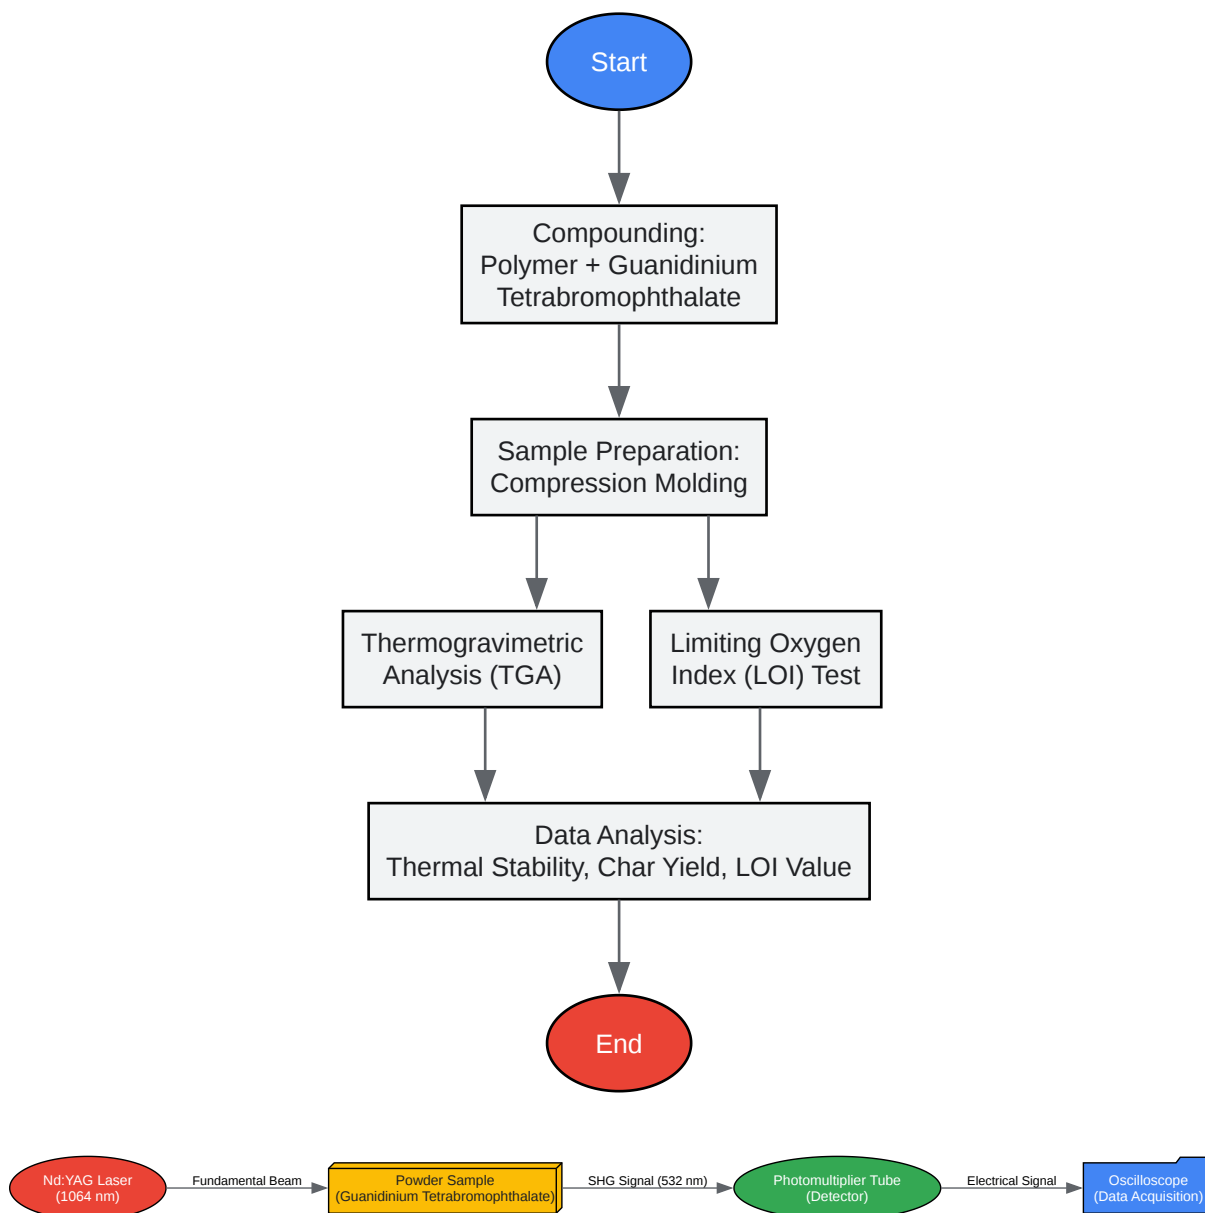 Start
Compounding:
Polymer + Guanidinium
Tetrabromophthalate
Sample Preparation:
Compression Molding
Thermogravimetric
Analysis (TGA)
Limiting Oxygen
Index (LOI) Test
Data Analysis:
Thermal Stability, Char Yield, LOI Value
End
Nd:YAG Laser
(1064 nm)
Fundamental Beam
Powder Sample
(Guanidinium Tetrabromophthalate)
SHG Signal (532 nm)
Photomultiplier Tube
(Detector)
Electrical Signal
Oscilloscope
(Data Acquisition)